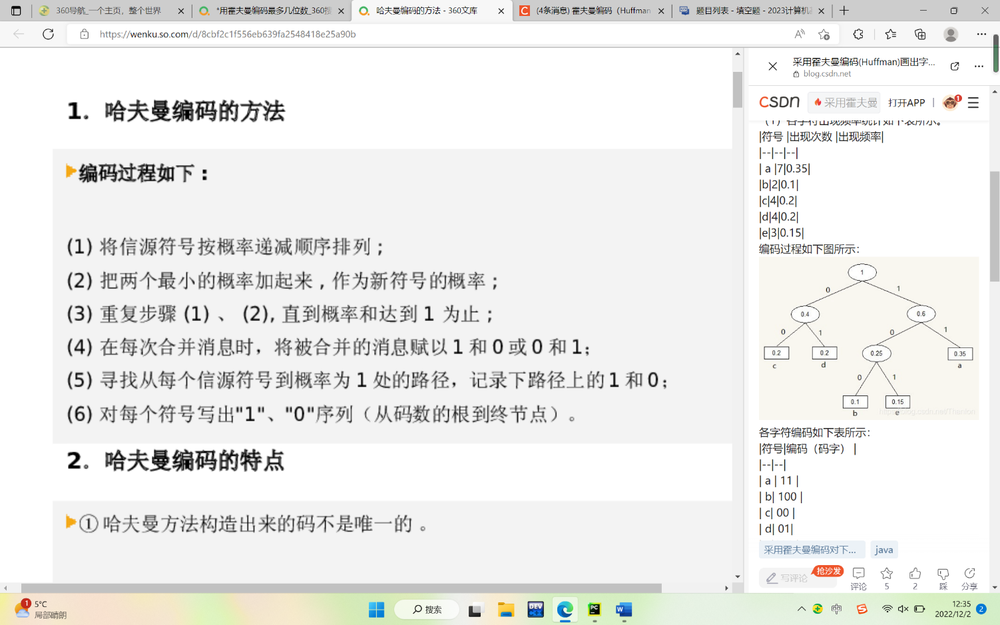 360导航_一个主页，整个世界
*用霍夫曼编码最多几位数_360搜
哈夫曼编码的方法 - 360文库
(4条消息) 霍夫曼编码（Huffman
题目列表 - 填空题 - 2023计算机
https://wenku.so.com/d/8cbf2c1f556eb639fa2548418e25a90b
1. 哈夫曼编码的方法
编码过程如下：
(1) 将信源符号按概率递减顺序排列；
(2) 把两个最小的概率加起来，作为新符号的概率；
(3) 重复步骤 (1) 、 (2), 直到概率和达到 1 为止；
(4) 在每次合并消息时，将被合并的消息赋以 1 和 0 或 0 和 1；
(5) 寻找从每个信源符号到概率为 1 处的路径，记录下路径上的 1 和 0；
(6) 对每个符号写出"1"、"0"序列（从码数的根到终节点）。
2. 哈夫曼编码的特点
① 哈夫曼方法构造出来的码不是唯一的 。
采用霍夫曼编码(Huffman)画出字...
blog.csdn.net
CSDN
采用霍夫曼
打开APP
1
（1）各字符出现频率统计如下表所示。
|符号 |出现次数 |出现频率|
|--|--|--|
| a |7|0.35|
|b|2|0.1|
|c|4|0.2|
|d|4|0.2|
|e|3|0.15|
编码过程如下图所示：
1
0 1
0.4 0.6
0 1 0 1
0.2 0.2 0.25 0.35
c d a
0 1
0.1 0.15
b e
https://blog.csdn.net/Thanlon
各字符编码如下表所示：
|符号|编码（码字） |
|--|--|
| a | 11 |
| b| 100 |
| c| 00 |
| d| 01|
采用霍夫曼编码对下...
java
写评论
抢沙发
评论
5
2
踩
分享
1
5°C
局部晴朗
搜索
DEV
C++
PC
W
中
12:35
2022/12/2
2